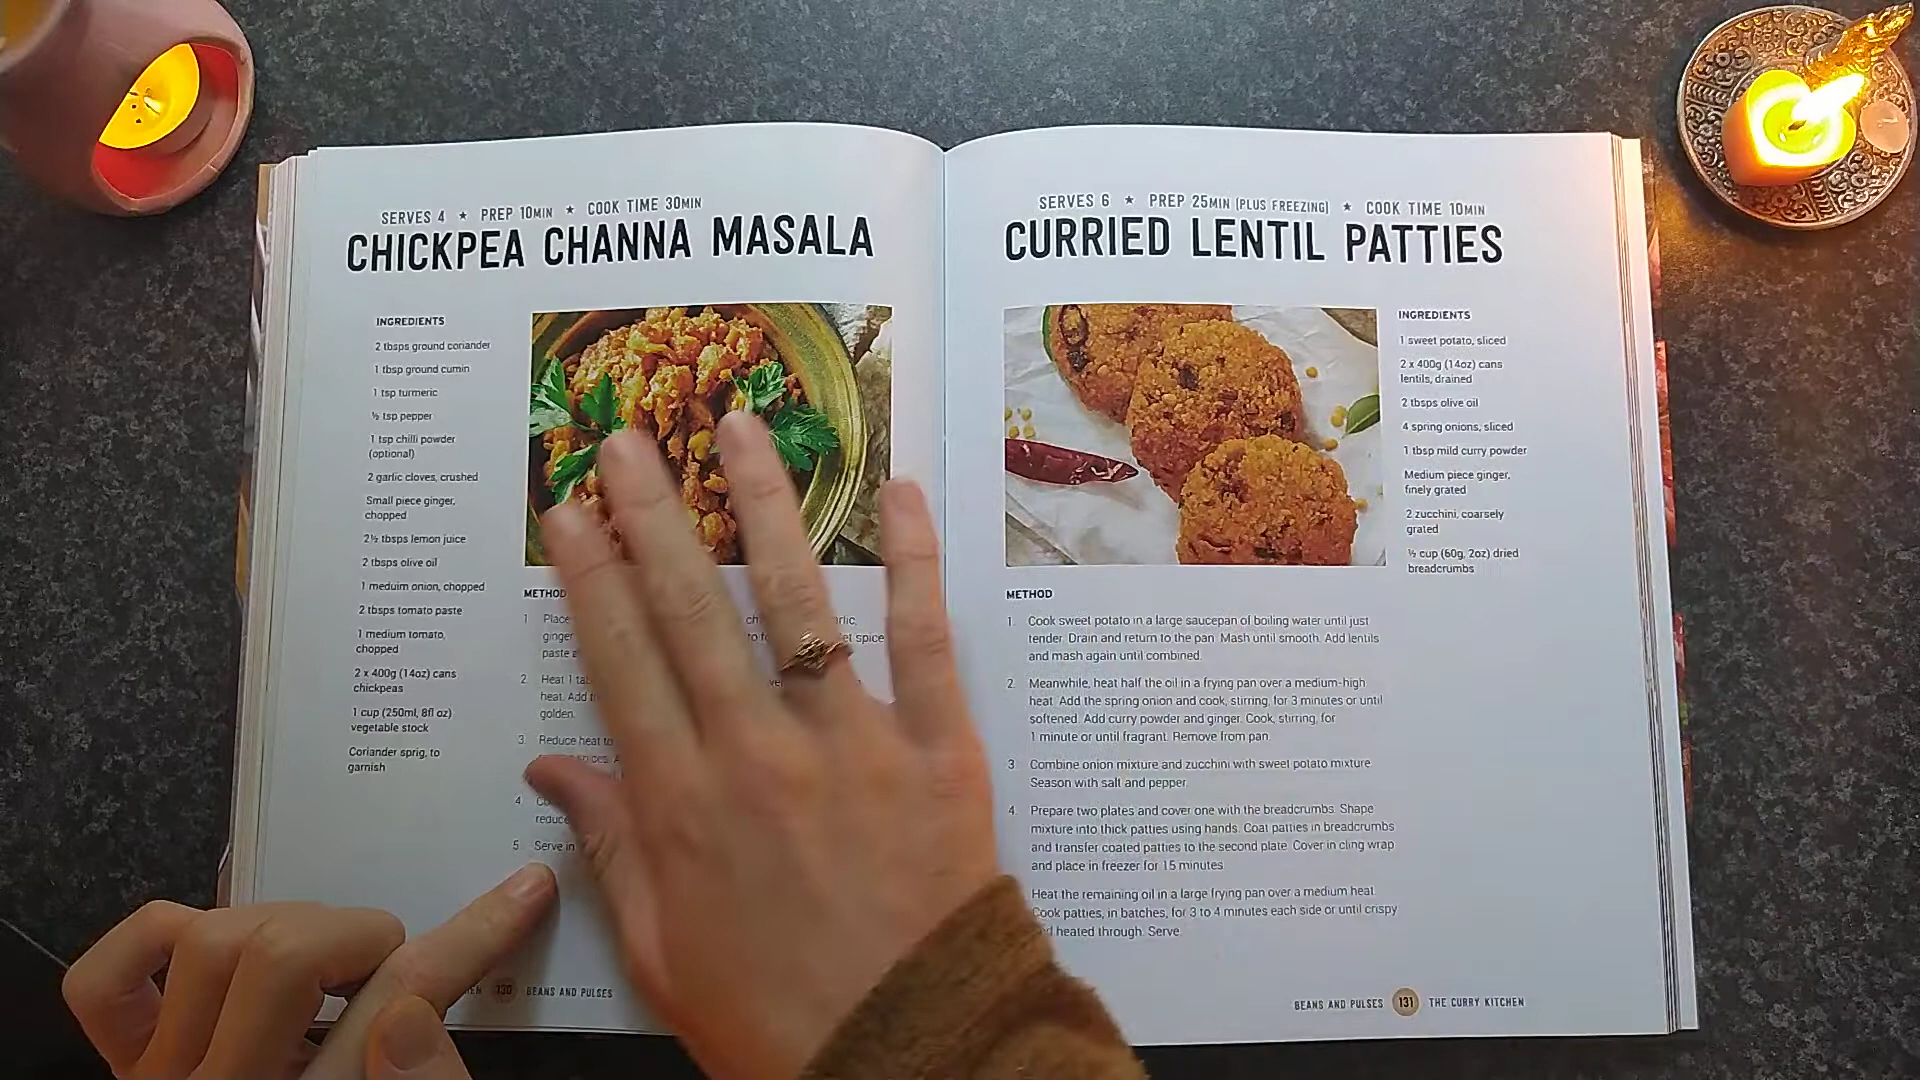 SERVES 4 ★ PREP 10MIN ★ COOK TIME 30MIN
CHICKPEA CHANNA MASALA
INGREDIENTS
2 tbsps ground coriander
1 tbsp ground cumin
1 tsp turmeric
½ tsp pepper
1 tsp chilli powder
(optional)
2 garlic cloves, crushed
Small piece ginger,
chopped
2½ tbsps lemon juice
2 tbsps olive oil
1 meduim onion, chopped
2 tbsps tomato paste
1 medium tomato,
chopped
2 x 400g (14oz) cans
chickpeas
1 cup (250ml, 8fl oz)
vegetable stock
Coriander sprig, to
garnish
METHOD
1. Place
ginger spice
paste
2. Heat 1
heat. Add
golden.
3. Reduce heat to
4.
reduce
5. Serve in
130 BEANS AND PULSES
SERVES 6 ★ PREP 25MIN (PLUS FREEZING) ★ COOK TIME 10MIN
CURRIED LENTIL PATTIES
INGREDIENTS
1 sweet potato, sliced
2 x 400g (14oz) cans
lentils, drained
2 tbsps olive oil
4 spring onions, sliced
1 tbsp mild curry powder
Medium piece ginger,
finely grated
2 zucchini, coarsely
grated
½ cup (60g, 2oz) dried
breadcrumbs
METHOD
1. Cook sweet potato in a large saucepan of boiling water until just
tender. Drain and return to the pan. Mash until smooth. Add lentils
and mash again until combined.
2. Meanwhile, heat half the oil in a frying pan over a medium-high
heat. Add the spring onion and cook, stirring, for 3 minutes or until
softened. Add curry powder and ginger. Cook, stirring, for
1 minute or until fragrant. Remove from pan.
3. Combine onion mixture and zucchini with sweet potato mixture.
Season with salt and pepper.
4. Prepare two plates and cover one with the breadcrumbs. Shape
mixture into thick patties using hands. Coat patties in breadcrumbs
and transfer coated patties to the second plate. Cover in cling wrap
and place in freezer for 15 minutes.
Heat the remaining oil in a large frying pan over a medium heat.
Cook patties, in batches, for 3 to 4 minutes each side or until crispy
heated through. Serve.
BEANS AND PULSES 131 THE CURRY KITCHEN